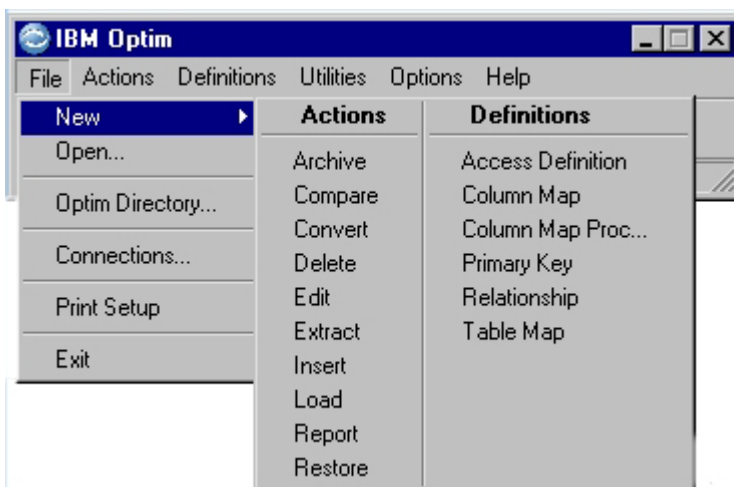 IBM Optim
File Actions Definitions Utilities Options Help
New
Open...
Optim Directory...
Connections...
Print Setup
Exit
Actions
Archive
Compare
Convert
Delete
Edit
Extract
Insert
Load
Report
Restore
Definitions
Access Definition
Column Map
Column Map Proc...
Primary Key
Relationship
Table Map